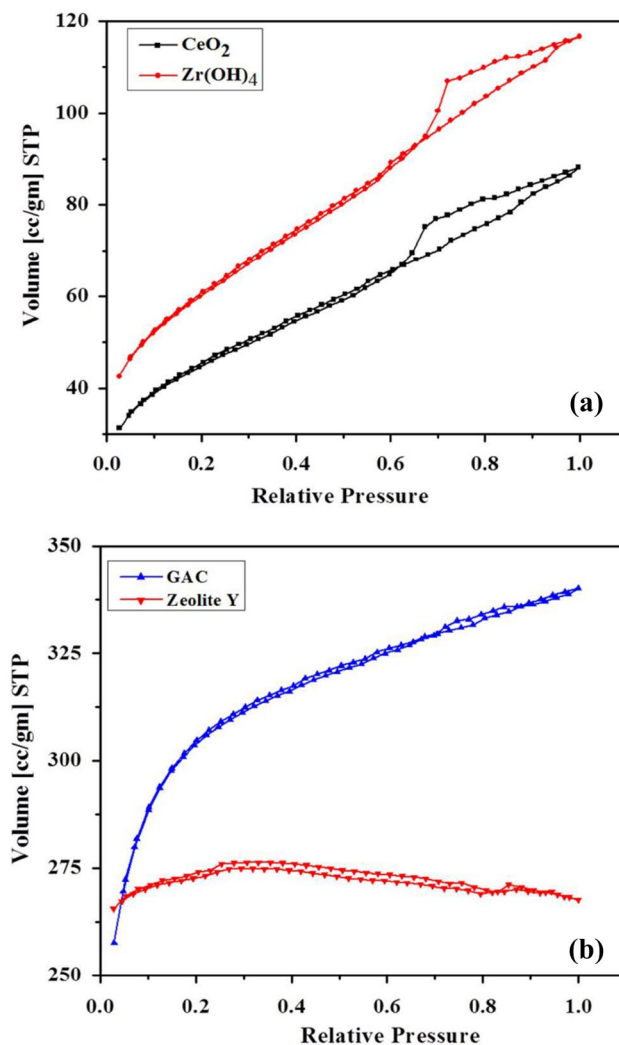 120
100
80
60
40
Volume [cc/gm] STP
CeO2
Zr(OH)4
(a)
0.0 0.2 0.4 0.6 0.8 1.0
Relative Pressure
350
325
300
275
250
Volume [cc/gm] STP
GAC
Zeolite Y
(b)
0.0 0.2 0.4 0.6 0.8 1.0
Relative Pressure